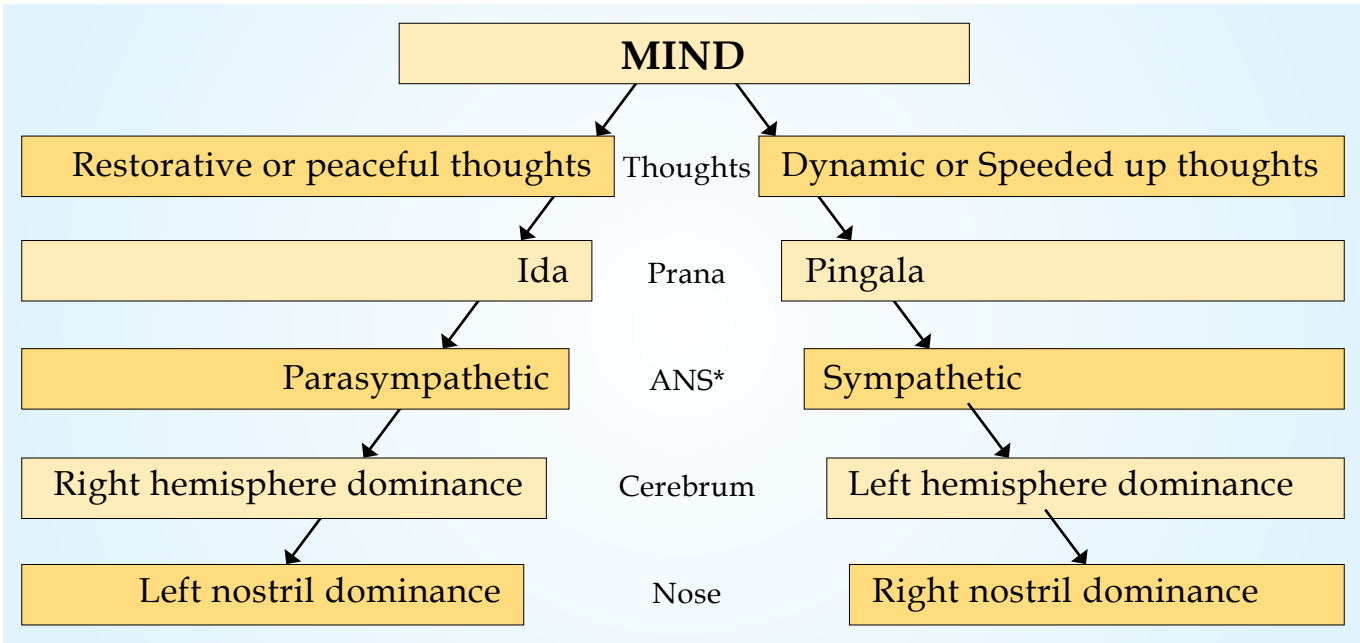 MIND
Restorative or peaceful thoughts Thoughts Dynamic or Speeded up thoughts
Ida Prana Pingala
Parasympathetic ANS* Sympathetic
Right hemisphere dominance Cerebrum Left hemisphere dominance
Left nostril dominance Nose Right nostril dominance